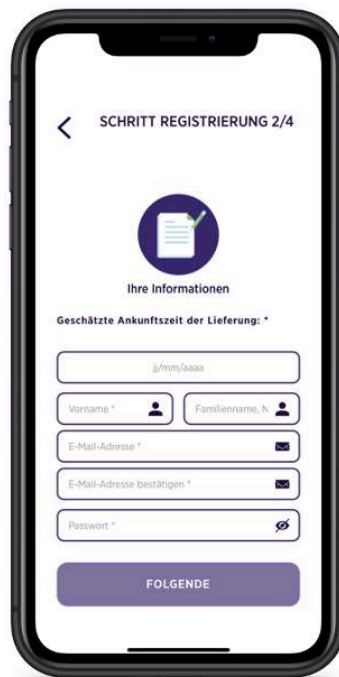 SCHRITT REGISTRIERUNG 2/4
Ihre Informationen
Geschätzte Ankunftszeit der Lieferung: *
jj/mm/aaaa
Vorname *
Familienname, N
E-Mail-Adresse *
E-Mail-Adresse bestätigen *
Passwort *
FOLGENDE